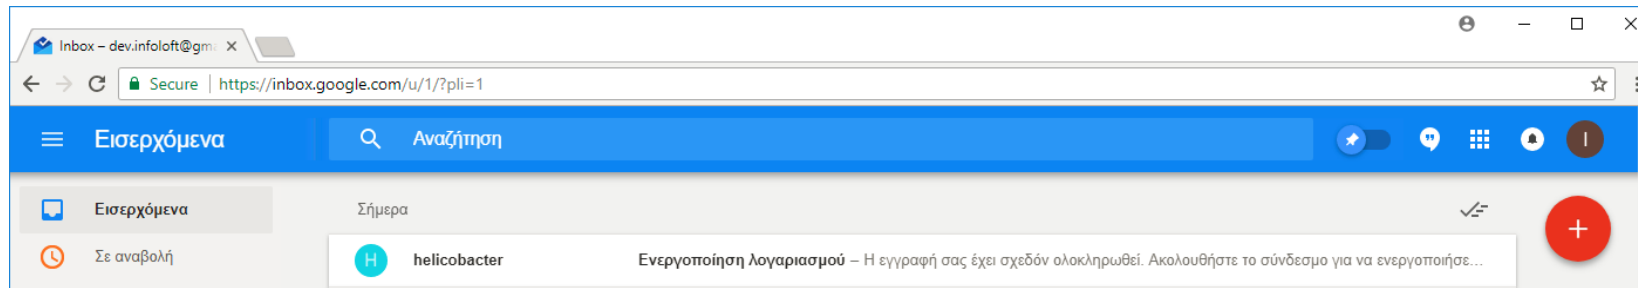 Inbox – dev.infoloft@gm
Secure | https://inbox.google.com/u/1/?pli=1
Εισερχόμενα Αναζήτηση I
Εισερχόμενα Σήμερα
Σε αναβολή H helicobacter Ενεργοποίηση λογαριασμού – Η εγγραφή σας έχει σχεδόν ολοκληρωθεί. Ακολουθήστε το σύνδεσμο για να ενεργοποιήσε...